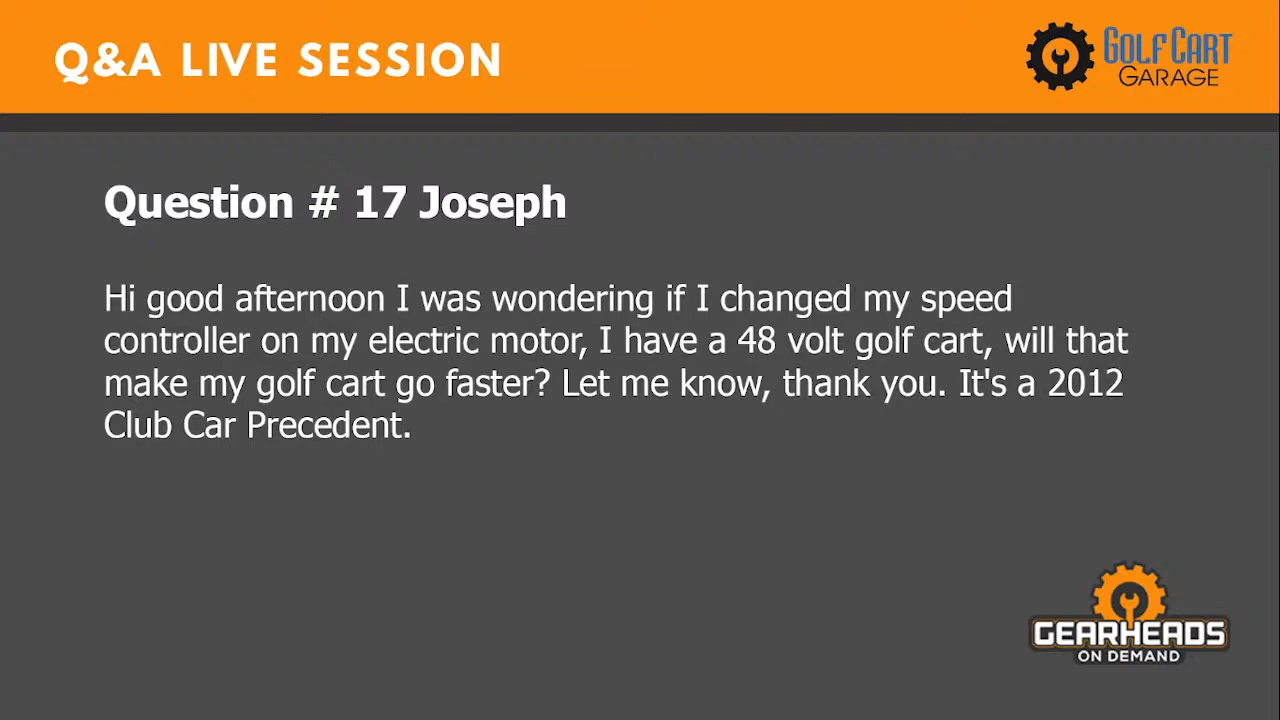 Q&A LIVE SESSION
GOLF CART
GARAGE
Question # 17 Joseph
Hi good afternoon I was wondering if I changed my speed
controller on my electric motor, I have a 48 volt golf cart, will that
make my golf cart go faster? Let me know, thank you. It's a 2012
Club Car Precedent.
GEARHEADS
ON DEMAND